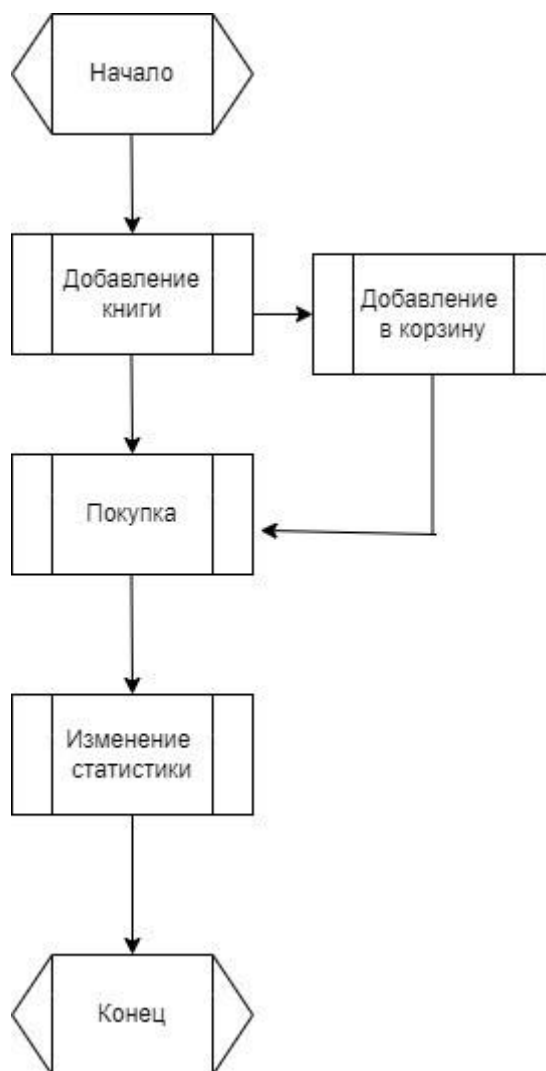 Начало
Добавление
книги
Добавление
в корзину
Покупка
Изменение
статистики
Конец